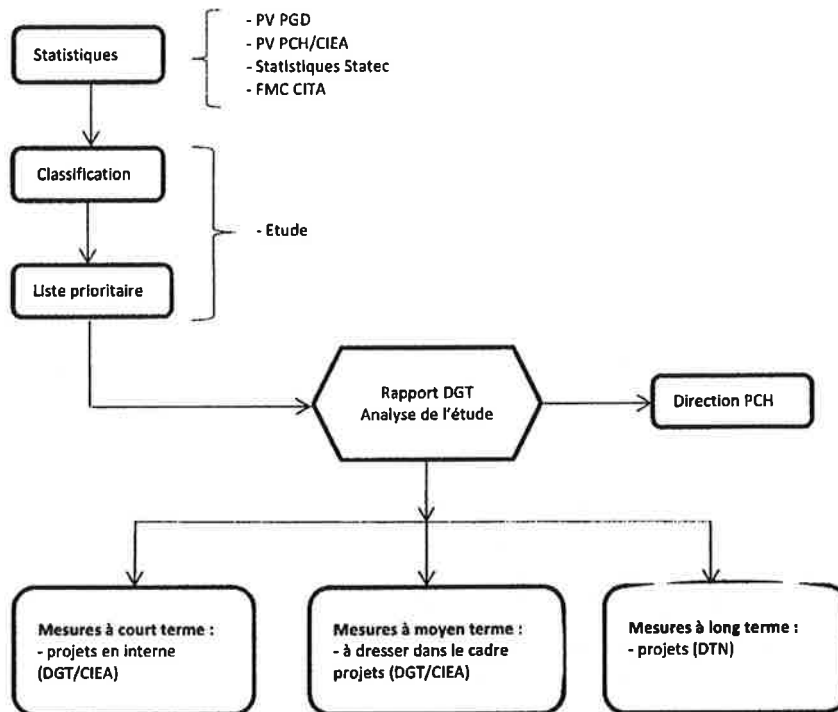 Statistiques
- PV PGD
- PV PCH/CIEA
- Statistiques Statec
- FMC CITA
Classification
- Etude
Liste prioritaire
Rapport DGT
Analyse de l'étude
Direction PCH
Mesures à court terme :
- projets en interne
(DGT/CIEA)
Mesures à moyen terme :
- à dresser dans le cadre
projets (DGT/CIEA)
Mesures à long terme :
- projets (DTN)